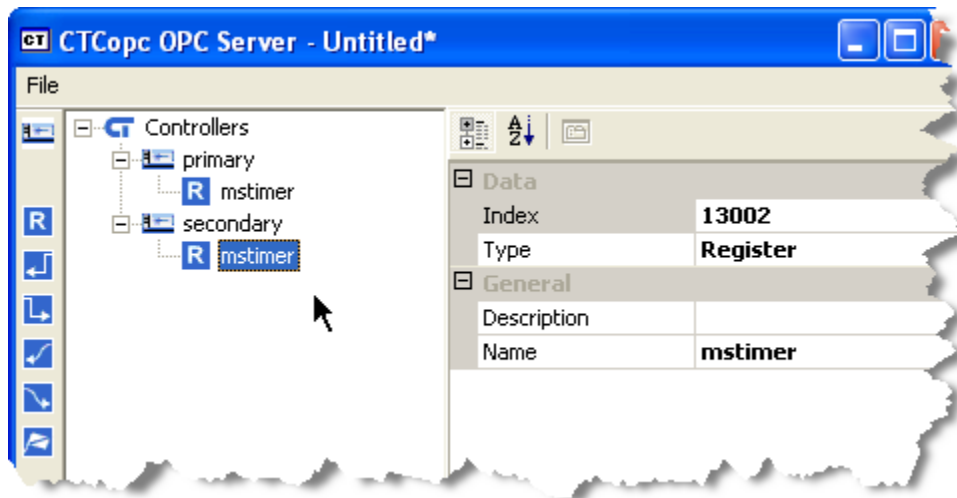 CT CTCopc OPC Server - Untitled*
File
CT Controllers
primary
R mstimer
secondary
R mstimer
R
A Z
Data
Index 13002
Type Register
General
Description
Name mstimer